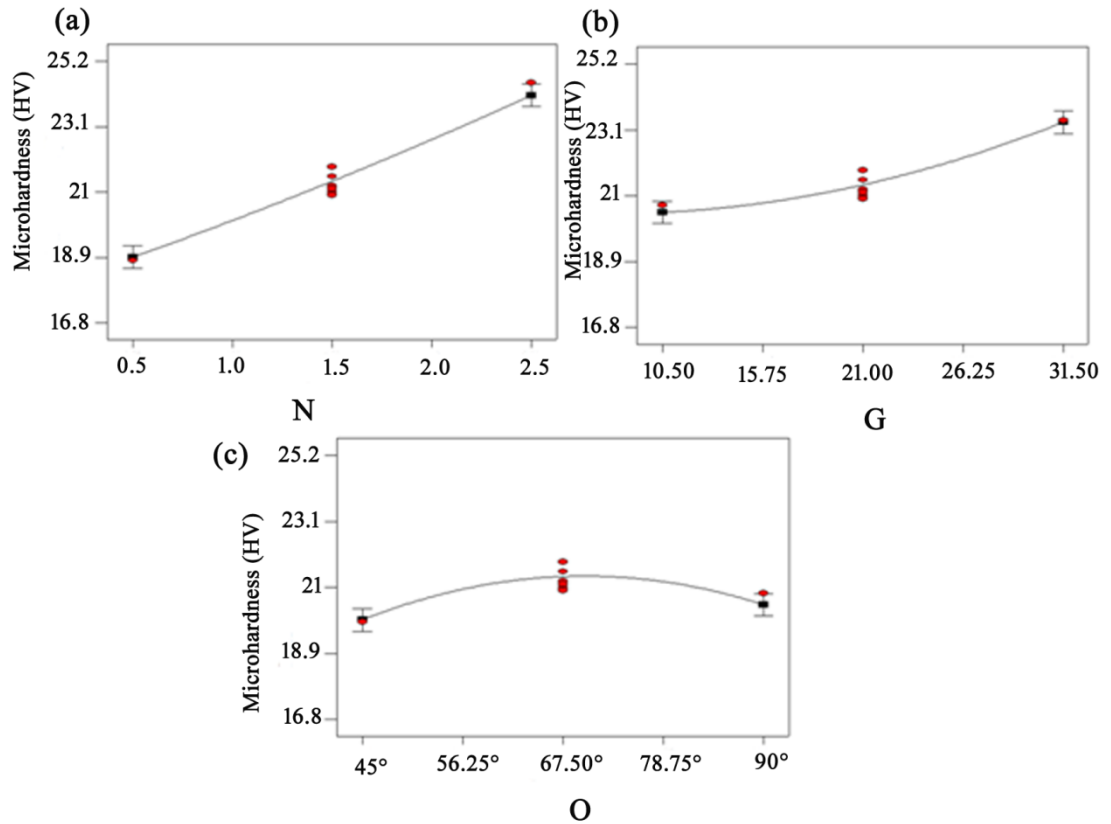 (a)
Microhardness (HV)
25.2
23.1
21
18.9
16.8
0.5 1.0 1.5 2.0 2.5
N
(b)
Microhardness (HV)
25.2
23.1
21
18.9
16.8
10.50 15.75 21.00 26.25 31.50
G
(c)
Microhardness (HV)
25.2
23.1
21
18.9
16.8
45° 56.25° 67.50° 78.75° 90°
O